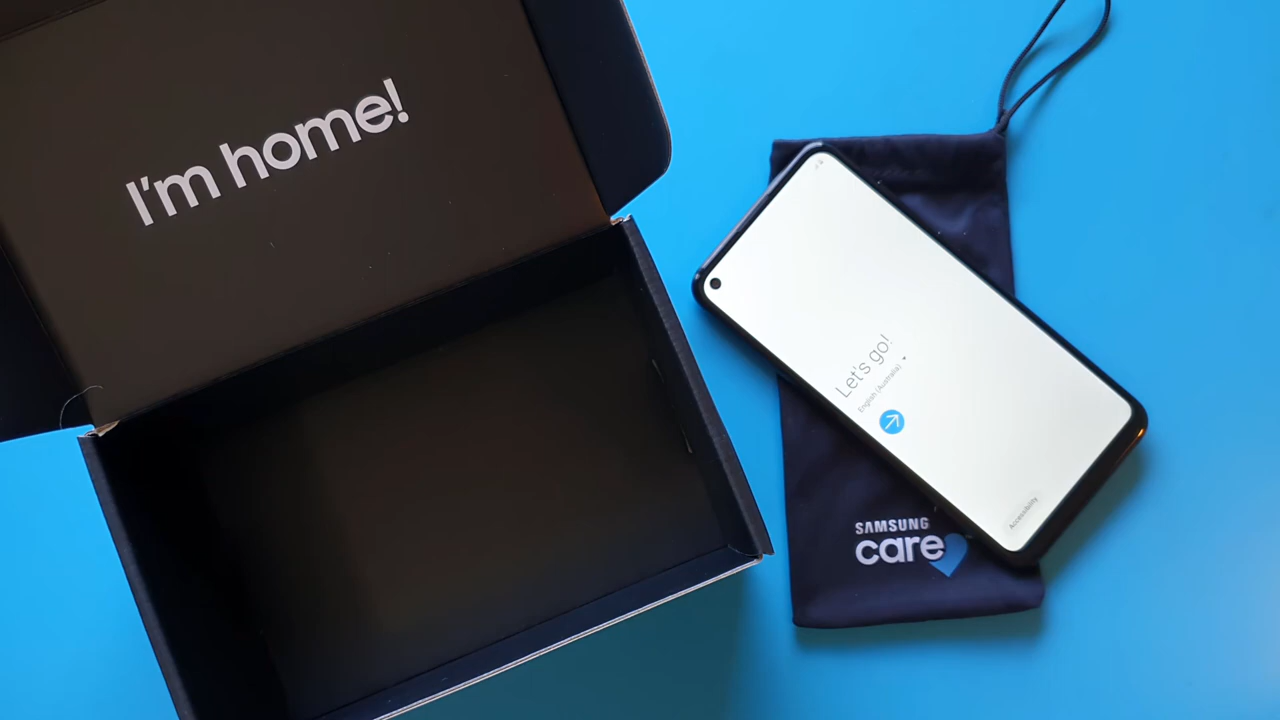 I'm home!
Let's go!
English (Australia)
Accessibility
SAMSUNG
care